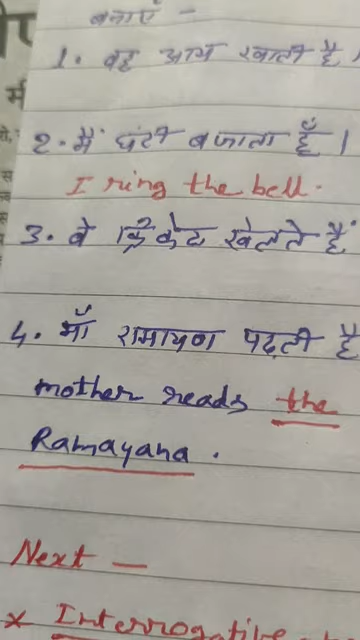 बनाएँ -
1. वह आम खाती है।
2. मैं घंटी बजाता हूँ।
I ring the bell.
3. वे क्रिकेट खेलते हैं
4. माँ रामायण पढ़ती है
mother reads the
Ramayana.
Next —
× Interrogative